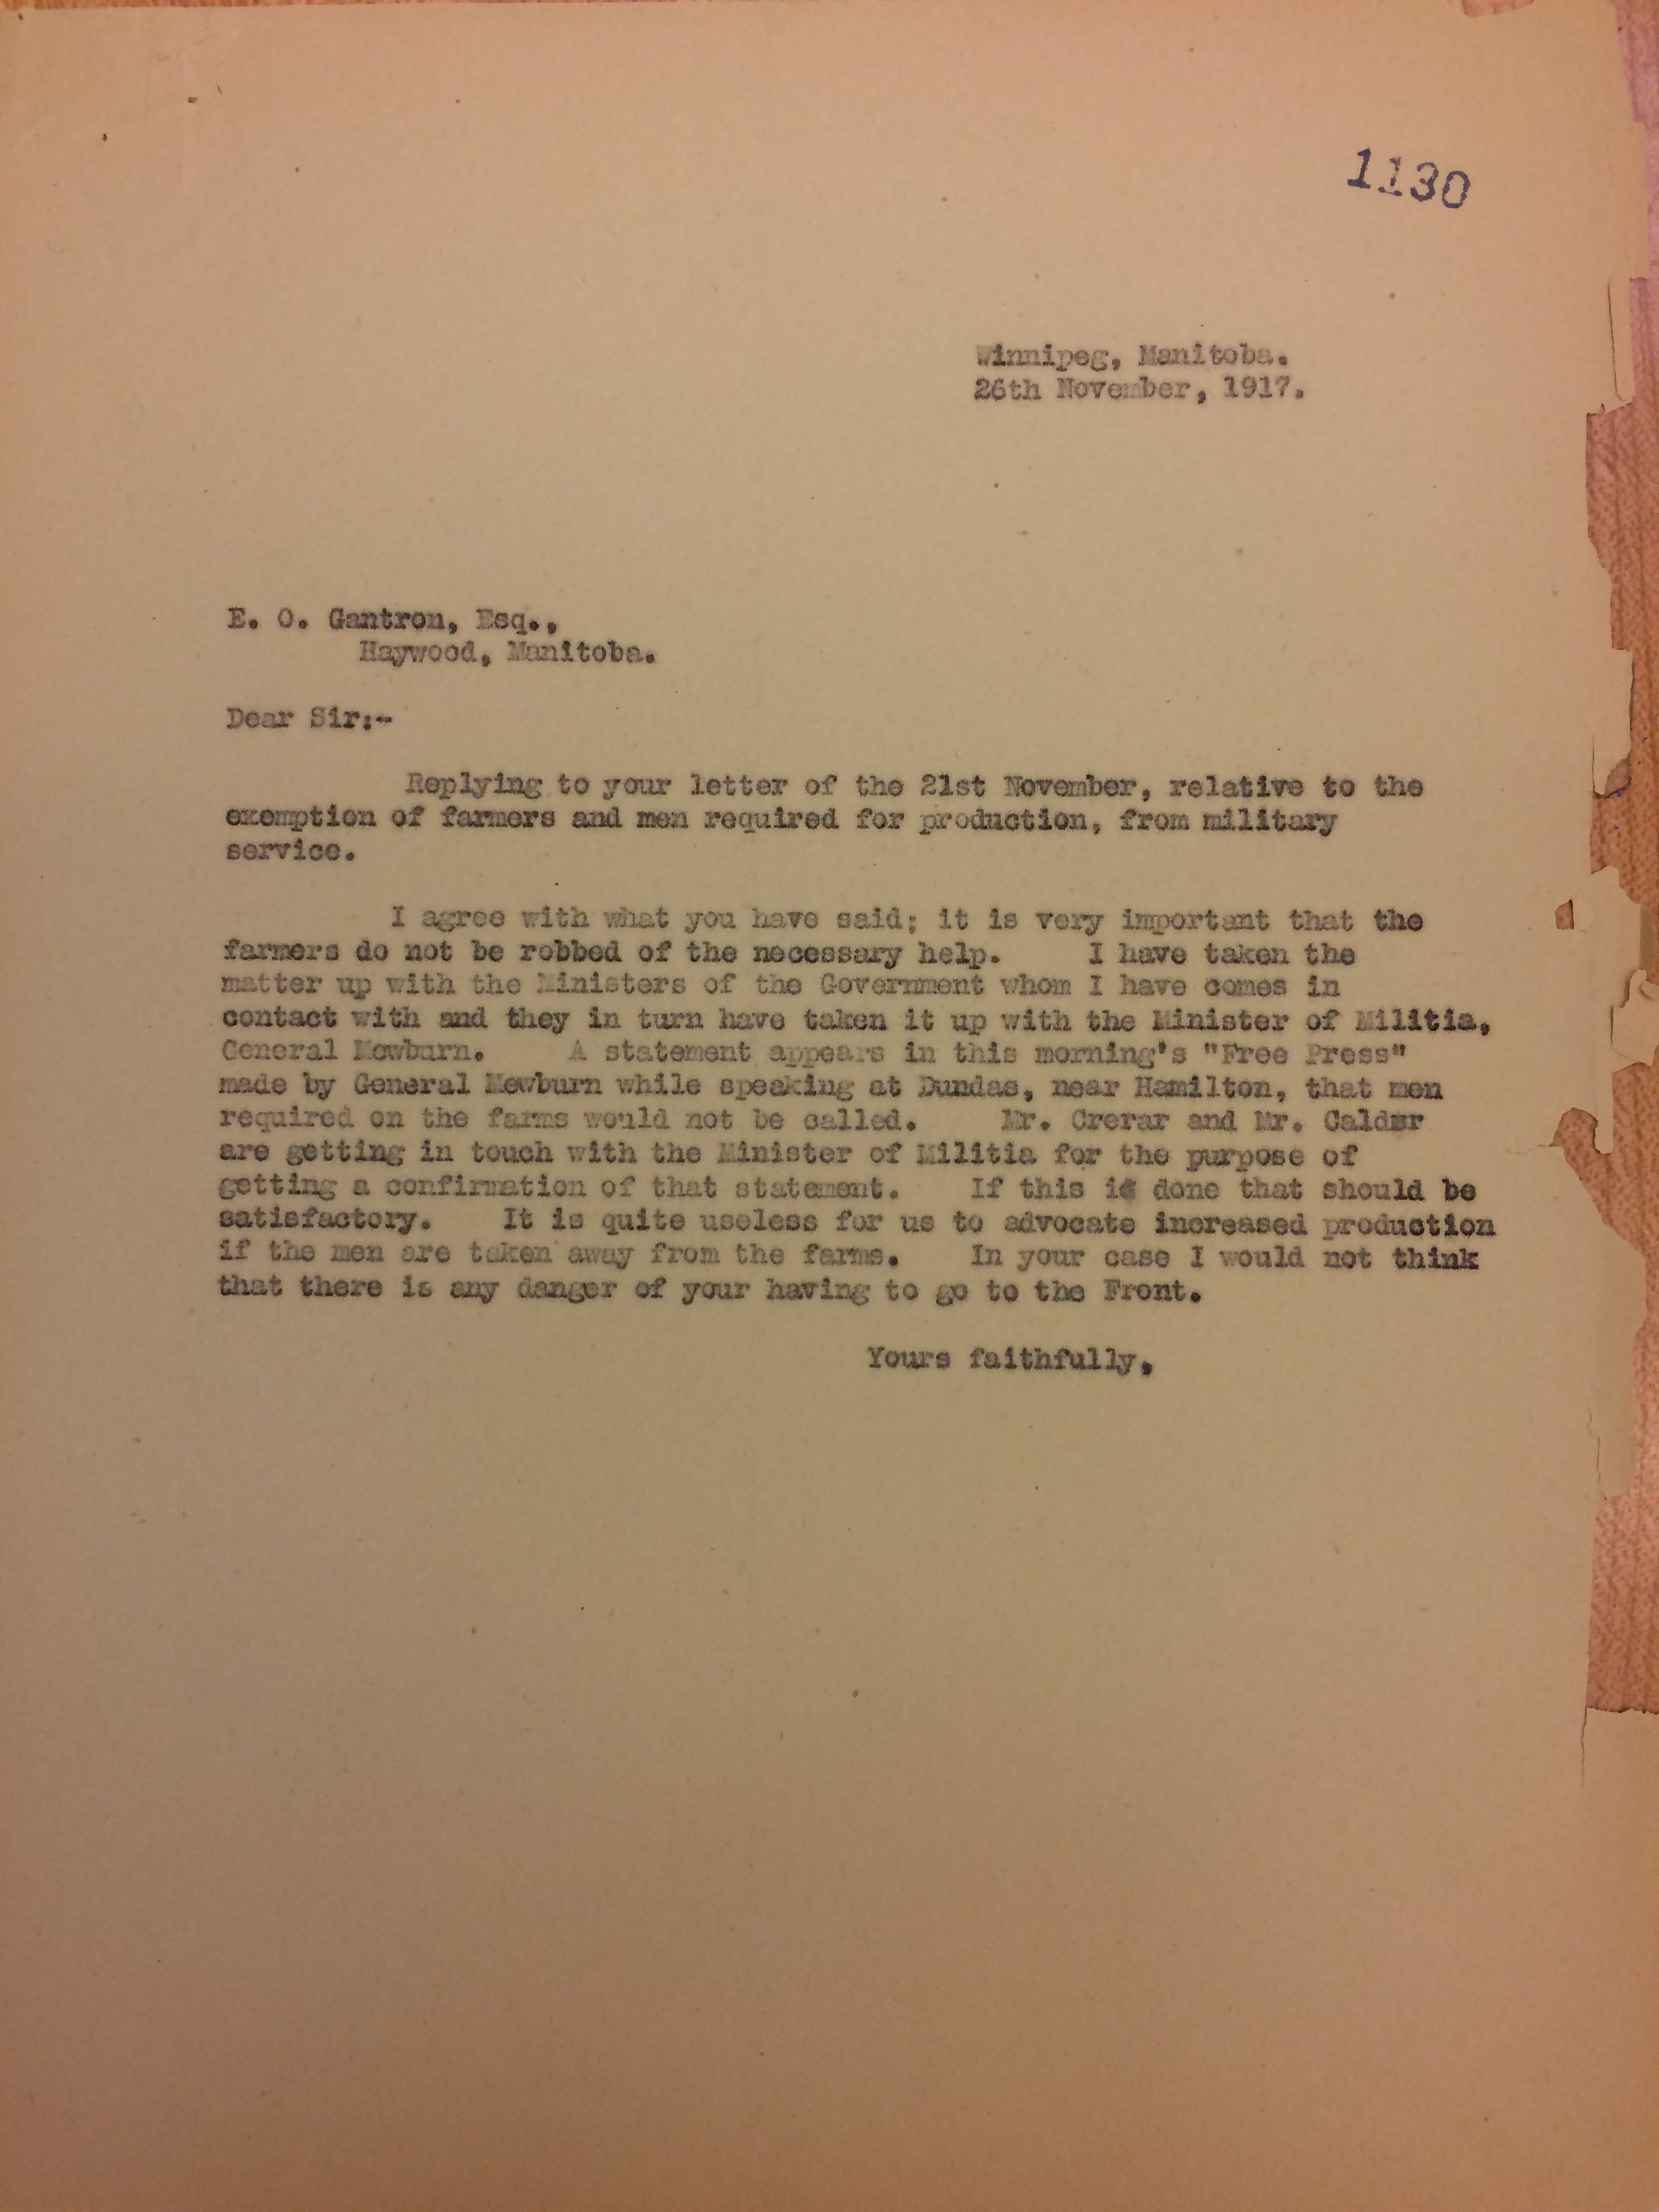 1130
Winnipeg, Manitoba.
26th November, 1917.
E. O. Gantron, Esq.,
Haywood, Manitoba.
Dear Sir:-
Replying to your letter of the 21st November, relative to the
exemption of farmers and men required for production, from military
service.
I agree with what you have said; it is very important that the
farmers do not be robbed of the necessary help. I have taken the
matter up with the Ministers of the Government whom I have comes in
contact with and they in turn have taken it up with the Minister of Militia,
General Mewburn. A statement appears in this morning's "Free Press"
made by General Mewburn while speaking at Dundas, near Hamilton, that men
required on the farms would not be called. Mr. Crerar and Mr. Calder
are getting in touch with the Minister of Militia for the purpose of
getting a confirmation of that statement. If this is done that should be
satisfactory. It is quite useless for us to advocate increased production
if the men are taken away from the farms. In your case I would not think
that there is any danger of your having to go to the Front.
Yours faithfully,